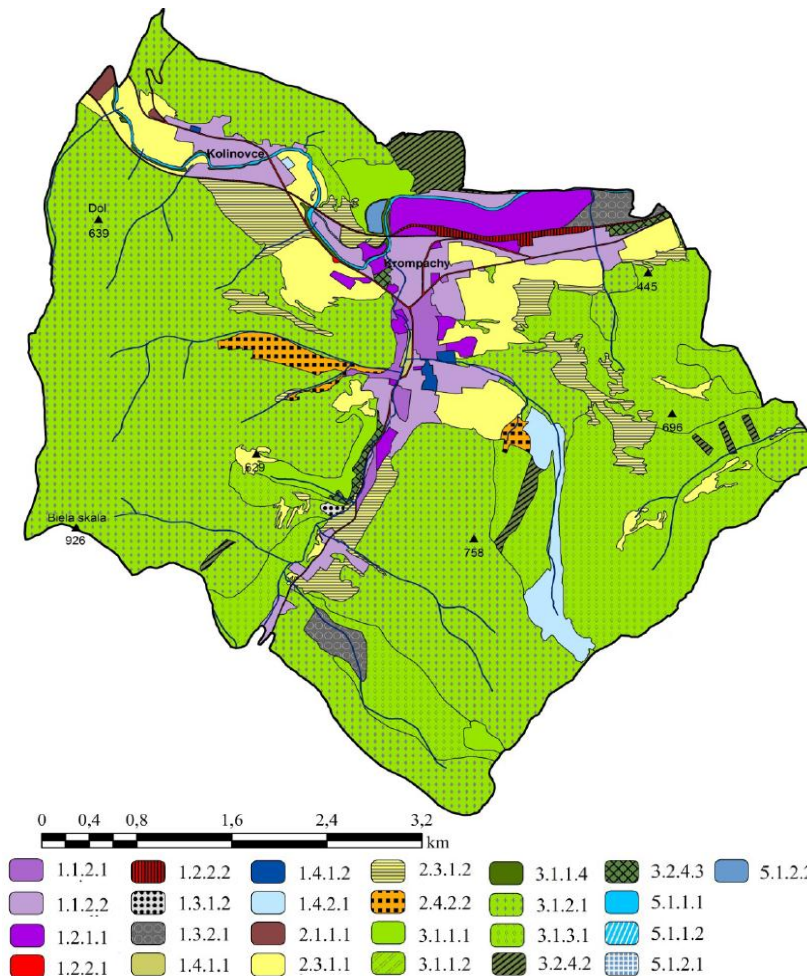 Kolinovce
Dol
639
Krompachy
445
696
629
Biela skala
926
758
0 0,4 0,8 1,6 2,4 3,2
km
1.1.2.1 1.2.2.2 1.4.1.2 2.3.1.2 3.1.1.4 3.2.4.3 5.1.2.2
1.1.2.2 1.3.1.2 1.4.2.1 2.4.2.2 3.1.2.1 5.1.1.1
1.2.1.1 1.3.2.1 2.1.1.1 3.1.1.1 3.1.3.1 5.1.1.2
1.2.2.1 1.4.1.1 2.3.1.1 3.1.1.2 3.2.4.2 5.1.2.1